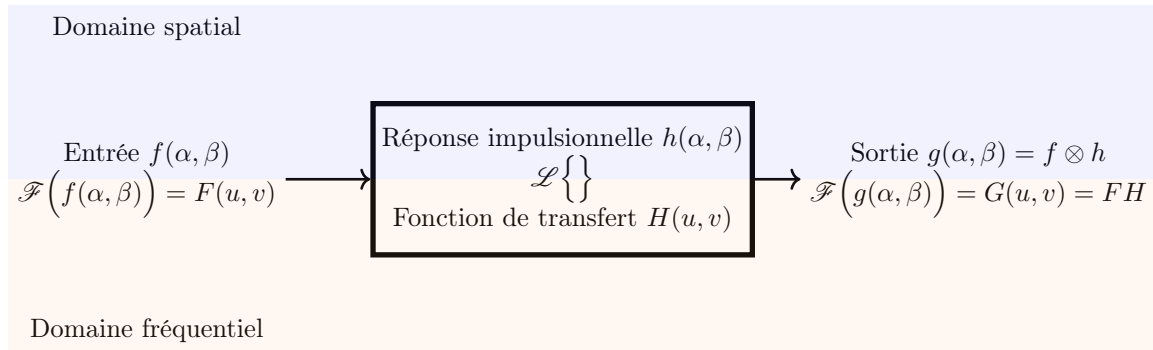 Domaine spatial
Réponse impulsionnelle h(α, β)
Entrée f(α, β)
Sortie g(α, β) = f ⊗ h
ℒ{}
ℱ(f(α, β)) = F(u, v)
ℱ(g(α, β)) = G(u, v) = FH
Fonction de transfert H(u, v)
Domaine fréquentiel